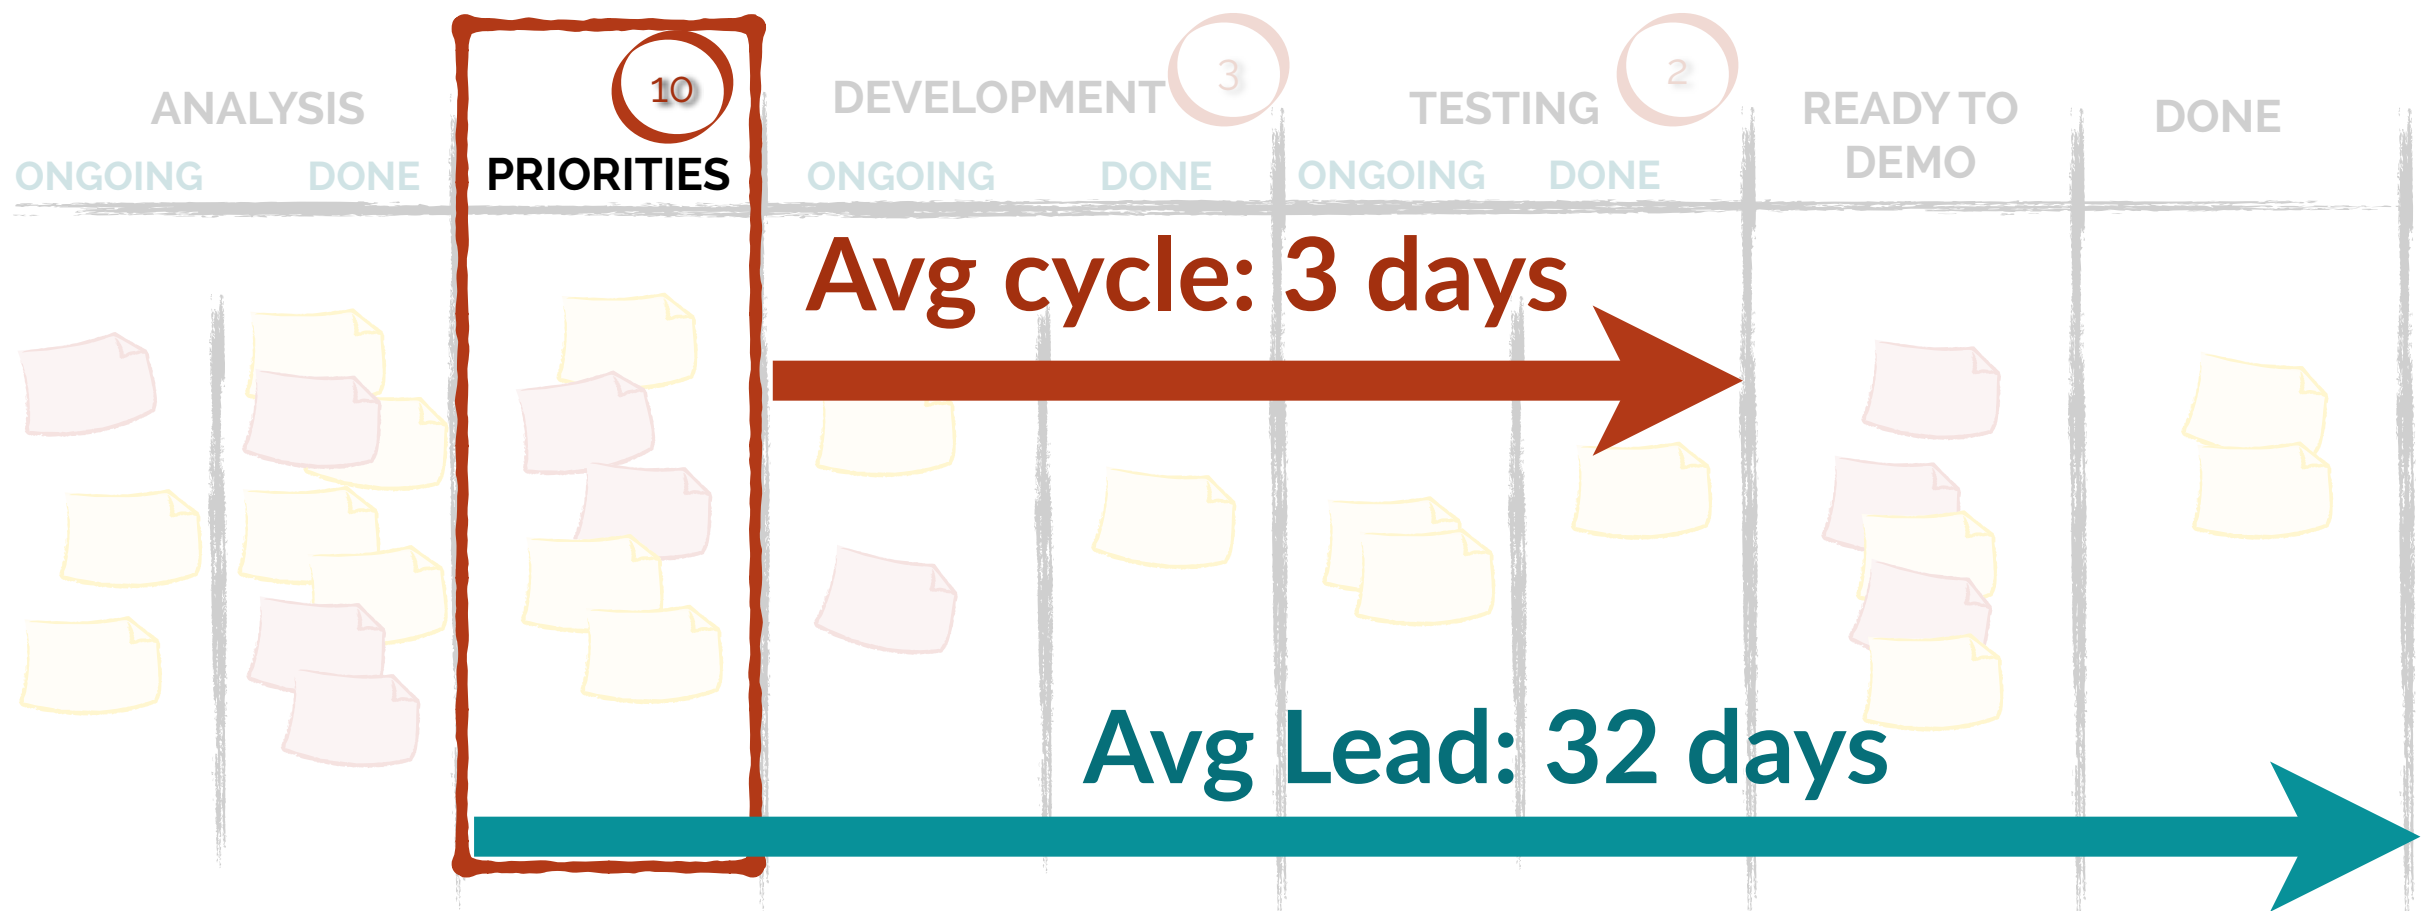 ANALYSIS
ONGOING
DONE
10
PRIORITIES
DEVELOPMENT
3
ONGOING
DONE
TESTING
2
ONGOING
DONE
READY TO
DEMO
DONE
Avg cycle: 3 days
Avg Lead: 32 days